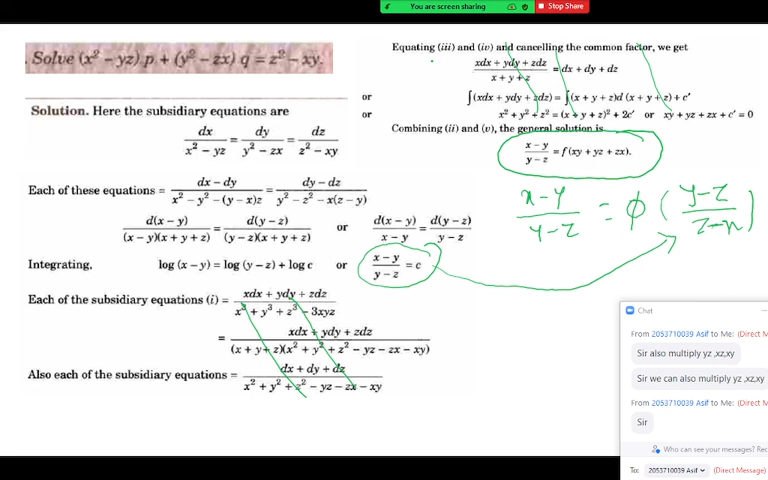 You are screen sharing
Stop Share
. Solve (x² – yz) p + (y² – zx) q = z² – xy.
Solution. Here the subsidiary equations are
dx/(x² – yz) = dy/(y² – zx) = dz/(z² – xy)
Each of these equations = (dx – dy)/(x² – y² – (y – x)z) = (dy – dz)/(y² – z² – x(z – y))
d(x – y)/((x – y)(x + y + z)) = d(y – z)/((y – z)(x + y + z)) or d(x – y)/(x – y) = d(y – z)/(y – z)
Integrating, log (x – y) = log (y – z) + log c or (x – y)/(y – z) = c
Each of the subsidiary equations (i) = (xdx + ydy + zdz)/(x³ + y³ + z³ – 3xyz)
= (xdx + ydy + zdz)/((x + y + z)(x² + y² + z² – yz – zx – xy)
Also each of the subsidiary equations = (dx + dy + dz)/(x² + y² + z² – yz – zx – xy)
Equating (iii) and (iv) and cancelling the common factor, we get
(xdx + ydy + zdz)/(x + y + z) = dx + dy + dz
or ∫(xdx + ydy + zdz) = ∫(x + y + z)d (x + y + z) + c′
or x² + y² + z² = (x + y + z)² + 2c′ or xy + yz + zx + c′ = 0
Combining (ii) and (v), the general solution is
(x – y)/(y – z) = f(xy + yz + zx).
(x-y)/(y-z) = φ ((y-z)/(z-x))
Chat
From 2053710039 Asif to Me: (Direct M
Sir also multiply yz ,xz,xy
Sir we can also multiply yz ,xz,xy
From 2053710039 Asif to Me: (Direct M
Sir
Who can see your messages? Rec
To: 2053710039 Asif (Direct Message)